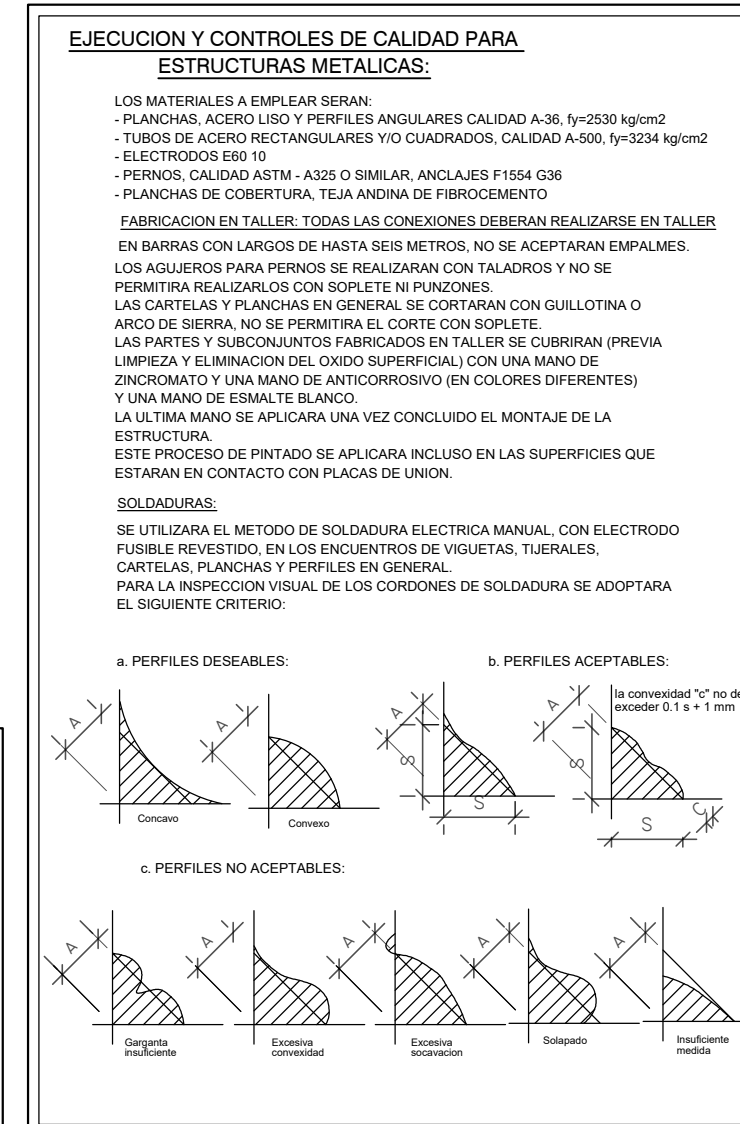 EJECUCION Y CONTROLES DE CALIDAD PARA
ESTRUCTURAS METALICAS:
LOS MATERIALES A EMPLEAR SERAN:
- PLANCHAS, ACERO LISO Y PERFILES ANGULARES CALIDAD A-36, fy=2530 kg/cm2
- TUBOS DE ACERO RECTANGULARES Y/O CUADRADOS, CALIDAD A-500, fy=3234 kg/cm2
- ELECTRODOS E60 10
- PERNOS, CALIDAD ASTM - A325 O SIMILAR, ANCLAJES F1554 G36
- PLANCHAS DE COBERTURA, TEJA ANDINA DE FIBROCEMENTO
FABRICACION EN TALLER: TODAS LAS CONEXIONES DEBERAN REALIZARSE EN TALLER
EN BARRAS CON LARGOS DE HASTA SEIS METROS, NO SE ACEPTARAN EMPALMES.
LOS AGUJEROS PARA PERNOS SE REALIZARAN CON TALADROS Y NO SE
PERMITIRA REALIZARLOS CON SOPLETE NI PUNZONES.
LAS CARTELAS Y PLANCHAS EN GENERAL SE CORTARAN CON GUILLOTINA O
ARCO DE SIERRA, NO SE PERMITIRA EL CORTE CON SOPLETE.
LAS PARTES Y SUBCONJUNTOS FABRICADOS EN TALLER SE CUBRIRAN (PREVIA
LIMPIEZA Y ELIMINACION DEL OXIDO SUPERFICIAL) CON UNA MANO DE
ZINCROMATO Y UNA MANO DE ANTICORROSIVO (EN COLORES DIFERENTES)
Y UNA MANO DE ESMALTE BLANCO.
LA ULTIMA MANO SE APLICARA UNA VEZ CONCLUIDO EL MONTAJE DE LA
ESTRUCTURA.
ESTE PROCESO DE PINTADO SE APLICARA INCLUSO EN LAS SUPERFICIES QUE
ESTARAN EN CONTACTO CON PLACAS DE UNION.
SOLDADURAS:
SE UTILIZARA EL METODO DE SOLDADURA ELECTRICA MANUAL, CON ELECTRODO
FUSIBLE REVESTIDO, EN LOS ENCUENTROS DE VIGUETAS, TIJERALES,
CARTELAS, PLANCHAS Y PERFILES EN GENERAL.
PARA LA INSPECCION VISUAL DE LOS CORDONES DE SOLDADURA SE ADOPTARA
EL SIGUIENTE CRITERIO:
a. PERFILES DESEABLES:
b. PERFILES ACEPTABLES:
la convexidad "c" no de
exceder 0.1 s + 1 mm
A
A
A
A
S
S
S
S
C
Concavo
Convexo
c. PERFILES NO ACEPTABLES:
A
A
A
A
A
Garganta
insuficiente
Excesiva
convexidad
Excesiva
socavacion
Solapado
Insuficiente
medida